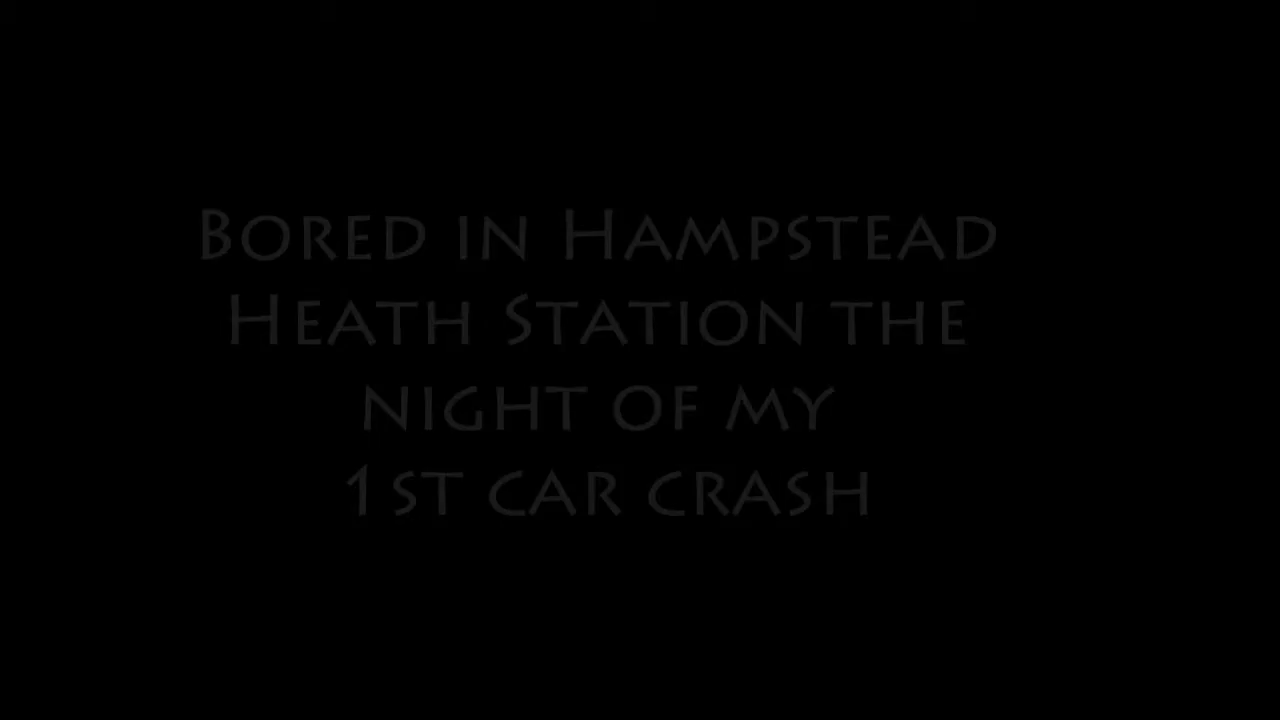 Bored in Hampstead
Heath Station the
night of my
1st car crash